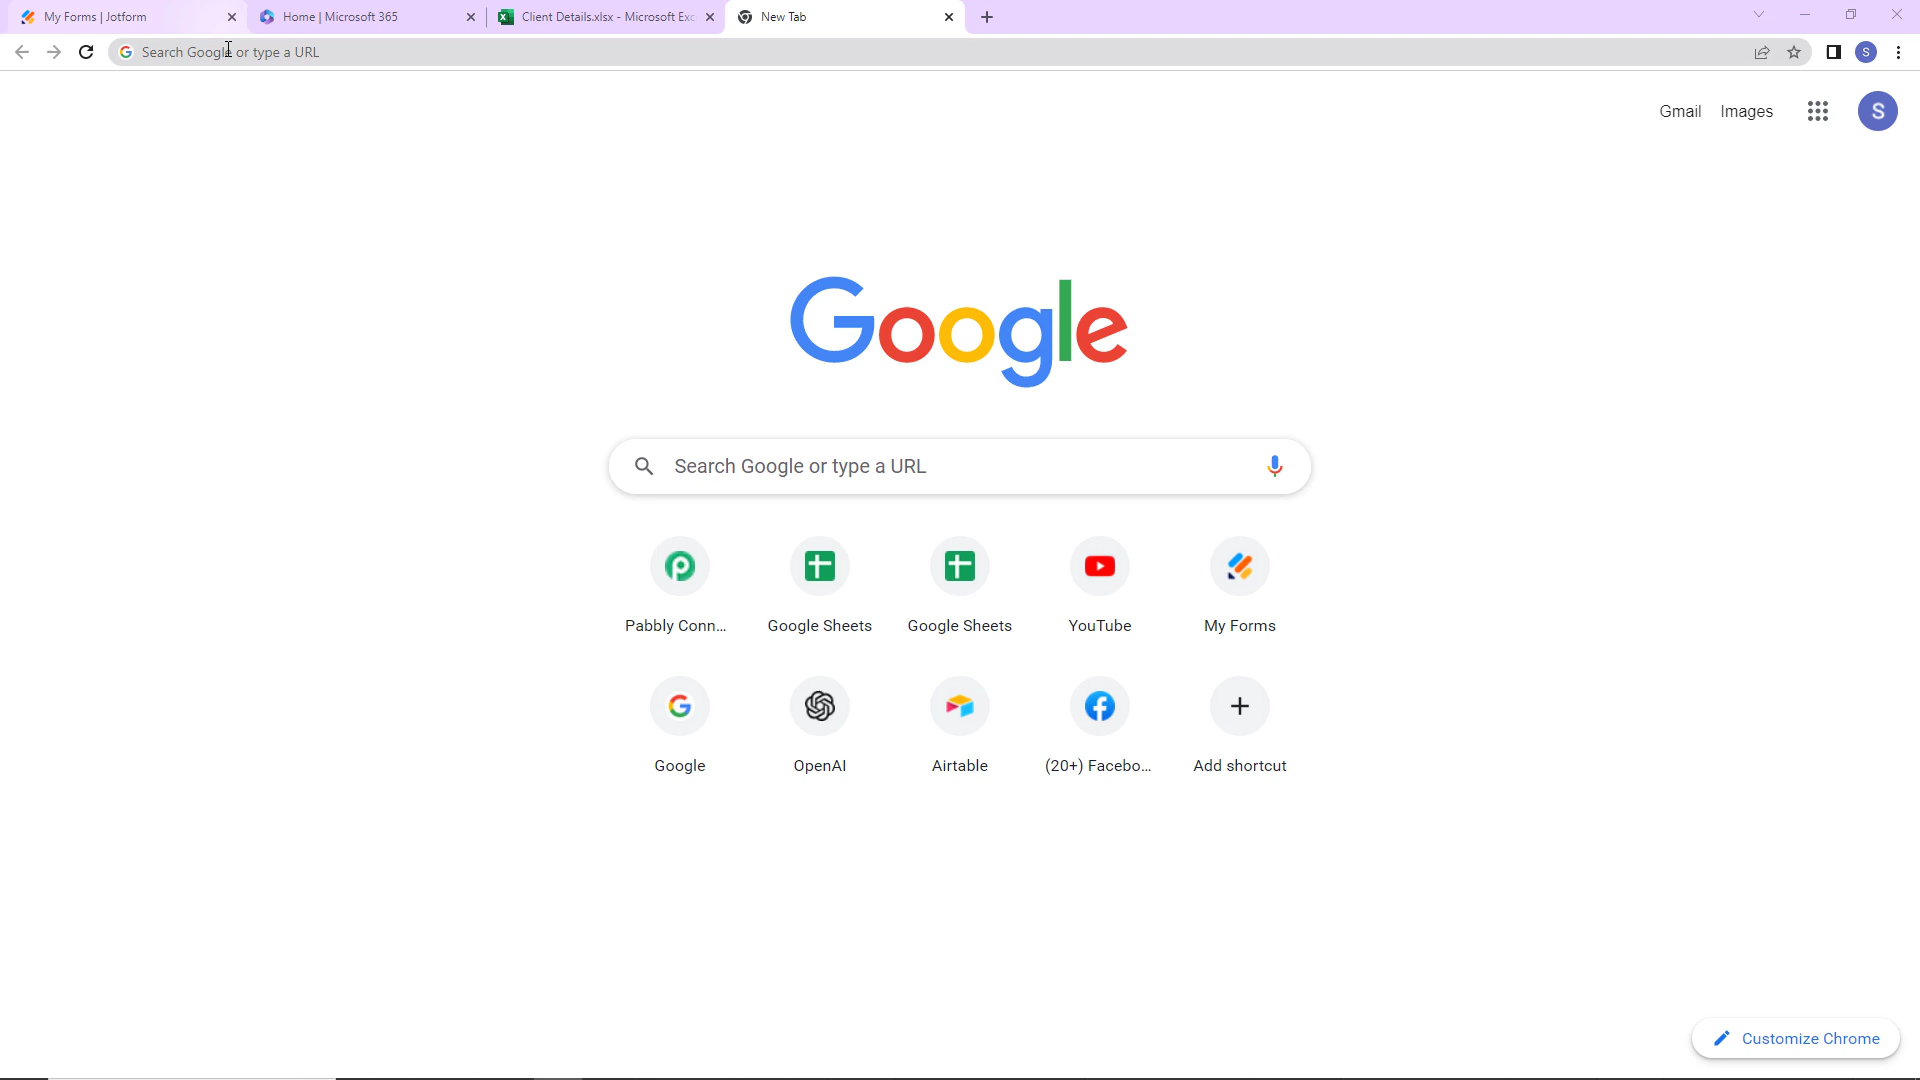 My Forms | Jotform
Home | Microsoft 365
Client Details.xlsx - Microsoft Exc
New Tab
Search Google or type a URL
S
Gmail
Images
S
Google
Search Google or type a URL
Pabbly Conn...
Google Sheets
Google Sheets
YouTube
My Forms
Google
OpenAI
Airtable
(20+) Facebo...
Add shortcut
Customize Chrome